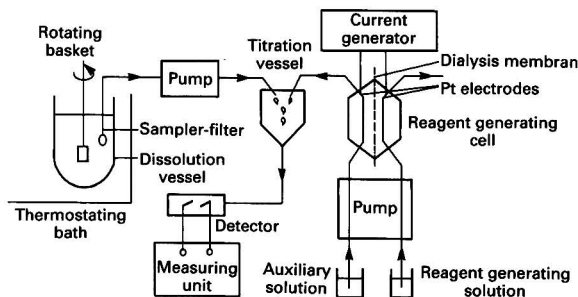 Rotating
basket
Pump
Titration
vessel
Current
generator
Dialysis membran
Pt electrodes
Reagent generating
cell
Sampler-filter
Dissolution
vessel
Thermostating
bath
Detector
Measuring
unit
Pump
Auxiliary
solution
Reagent generating
solution